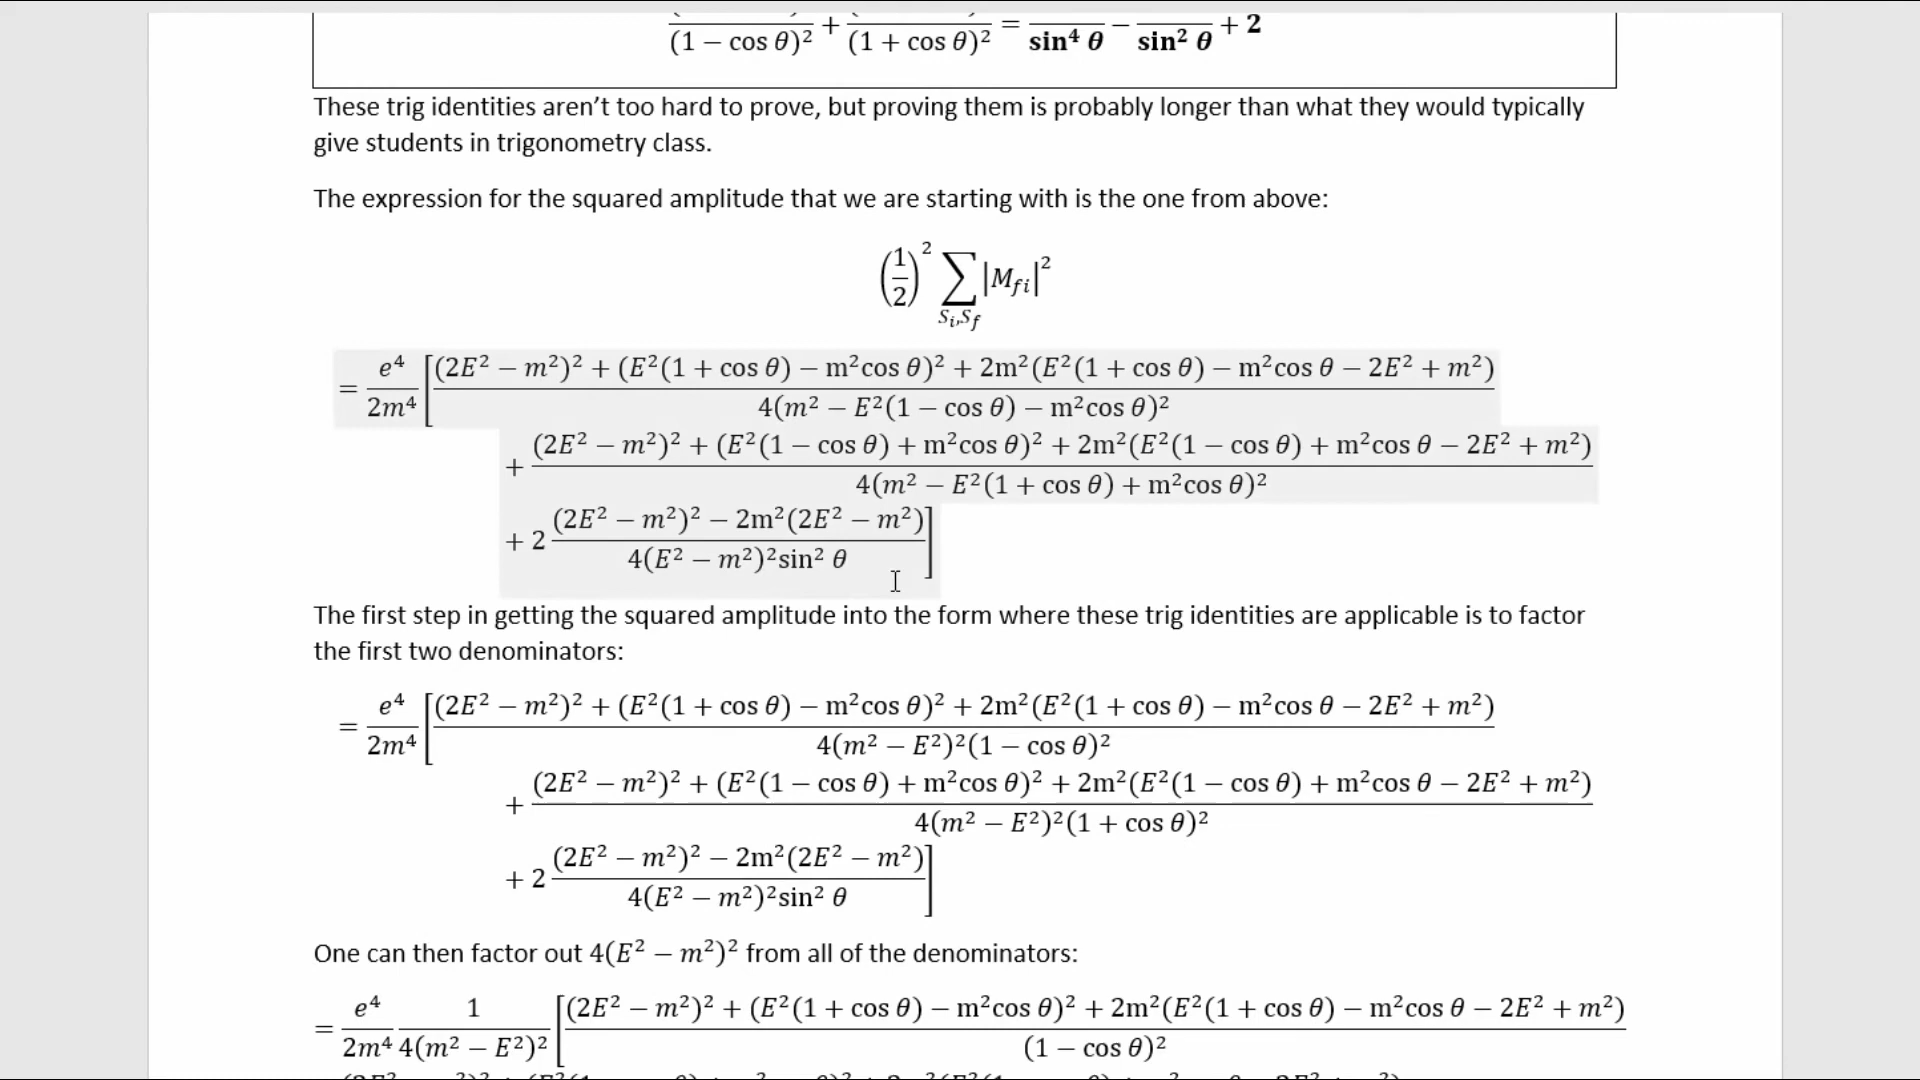 (1 − cos θ)² + (1 + cos θ)² = sin⁴ θ − sin² θ + 2
These trig identities aren’t too hard to prove, but proving them is probably longer than what they would typically
give students in trigonometry class.
The expression for the squared amplitude that we are starting with is the one from above:
(1/2)² ∑_{Sᵢ,S_f} |M_{fi}|²
= e⁴/2m⁴ [ (2E² − m²)² + (E²(1 + cos θ) − m²cos θ)² + 2m²(E²(1 + cos θ) − m²cos θ − 2E² + m²)
4(m² − E²(1 − cos θ) − m²cos θ)²
+ (2E² − m²)² + (E²(1 − cos θ) + m²cos θ)² + 2m²(E²(1 − cos θ) + m²cos θ − 2E² + m²)
4(m² − E²(1 + cos θ) + m²cos θ)²
+ 2 (2E² − m²)² − 2m²(2E² − m²)
4(E² − m²)²sin² θ ]
The first step in getting the squared amplitude into the form where these trig identities are applicable is to factor
the first two denominators:
= e⁴/2m⁴ [ (2E² − m²)² + (E²(1 + cos θ) − m²cos θ)² + 2m²(E²(1 + cos θ) − m²cos θ − 2E² + m²)
4(m² − E²)²(1 − cos θ)²
+ (2E² − m²)² + (E²(1 − cos θ) + m²cos θ)² + 2m²(E²(1 − cos θ) + m²cos θ − 2E² + m²)
4(m² − E²)²(1 + cos θ)²
+ 2 (2E² − m²)² − 2m²(2E² − m²)
4(E² − m²)²sin² θ ]
One can then factor out 4(E² − m²)² from all of the denominators:
= e⁴/2m⁴ 1/4(m² − E²)² [ (2E² − m²)² + (E²(1 + cos θ) − m²cos θ)² + 2m²(E²(1 + cos θ) − m²cos θ − 2E² + m²)
(1 − cos θ)²